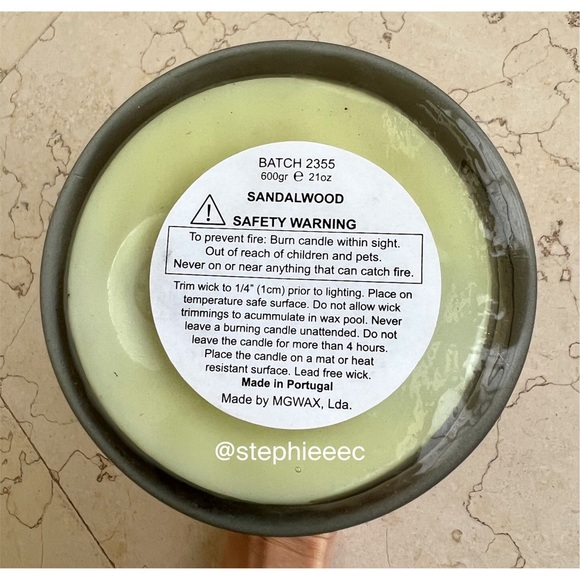 BATCH 2355
600gr ℮ 21oz
SANDALWOOD
SAFETY WARNING
To prevent fire: Burn candle within sight.
Out of reach of children and pets.
Never on or near anything that can catch fire.
Trim wick to 1/4" (1cm) prior to lighting. Place on
temperature safe surface. Do not allow wick
trimmings to acummulate in wax pool. Never
leave a burning candle unattended. Do not
leave the candle for more than 4 hours.
Place the candle on a mat or heat
resistant surface. Lead free wick.
Made in Portugal
Made by MGWAX, Lda.
@stephieeec